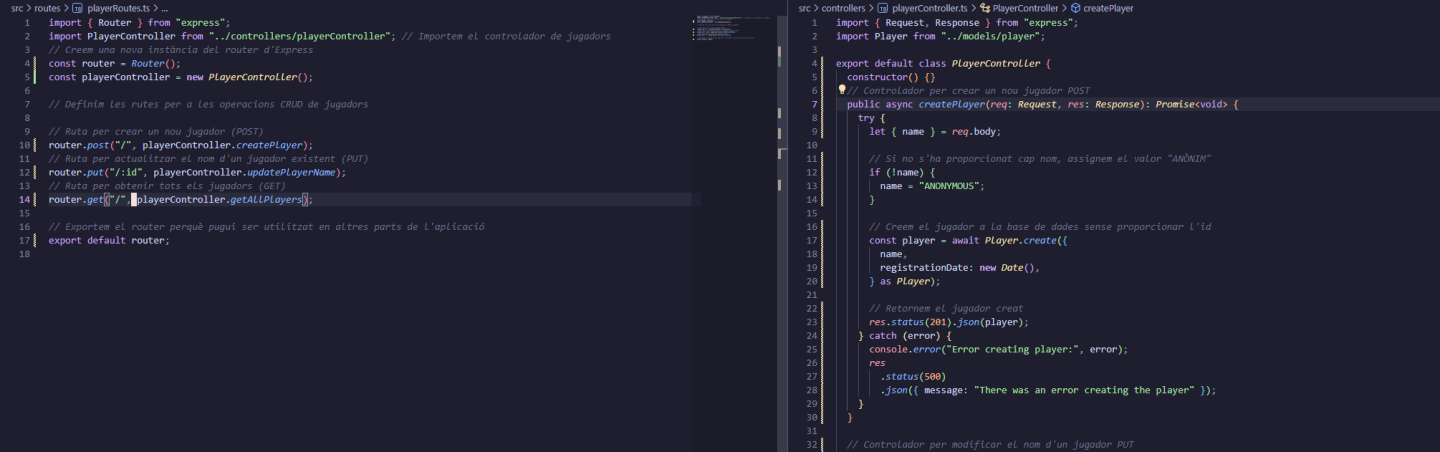 src > routes > TS playerRoutes.ts > ...
1 import { Router } from "express";
2 import PlayerController from "../controllers/playerController"; // Importem el controlador de jugadors
3 // Creem una nova instància del router d'Express
4 const router = Router();
5 const playerController = new PlayerController();
6
7 // Definim les rutes per a les operacions CRUD de jugadors
8
9 // Ruta per crear un nou jugador (POST)
10 router.post("/", playerController.createPlayer);
11 // Ruta per actualitzar el nom d'un jugador existent (PUT)
12 router.put("/:id", playerController.updatePlayerName);
13 // Ruta per obtenir tots els jugadors (GET)
14 router.get("/", playerController.getAllPlayers);
15
16 // Exportem el router perquè pugui ser utilitzat en altres parts de l'aplicació
17 export default router;
18
src > controllers > TS playerController.ts > PlayerController > createPlayer
1 import { Request, Response } from "express";
2 import Player from "../models/player";
3
4 export default class PlayerController {
5 constructor() {}
6 // Controlador per crear un nou jugador POST
7 public async createPlayer(req: Request, res: Response): Promise<void> {
8 try {
9 let { name } = req.body;
10
11 // Si no s'ha proporcionat cap nom, assignem el valor "ANÒNIM"
12 if (!name) {
13 name = "ANONYMOUS";
14 }
15
16 // Creem el jugador a la base de dades sense proporcionar l'id
17 const player = await Player.create({
18 name,
19 registrationDate: new Date(),
20 } as Player);
21
22 // Retornem el jugador creat
23 res.status(201).json(player);
24 } catch (error) {
25 console.error("Error creating player:", error);
26 res
27 .status(500)
28 .json({ message: "There was an error creating the player" });
29 }
30 }
31
32 // Controlador per modificar el nom d'un jugador PUT